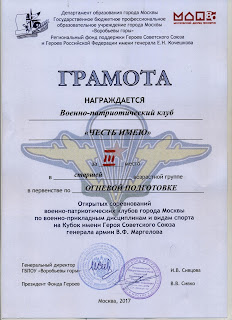 Департамент образования города Москвы
Государственное бюджетное профессиональное
образовательное учреждение города Москвы
«Воробьевы горы»
Региональный фонд поддержки Героев Советского Союза
и Героев Российской Федерации имени генерала Е.Н. Кочешкова
ГРАМОТА
НАГРАЖДАЕТСЯ
Военно-патриотический клуб
«ЧЕСТЬ ИМЕЮ»
за III место
в старшей возрастной группе
в первенстве по ОГНЕВОЙ ПОДГОТОВКЕ
Открытых соревнований
военно-патриотических клубов города Москвы
по военно-прикладным дисциплинам и видам спорта
на Кубок имени Героя Советского Союза
генерала армии В.Ф. Маргелова
Генеральный директор
ГБПОУ «Воробьевы горы»
Н.В. Сивцова
Президент Фонда Героев
В.В. Сивко
Москва, 2017